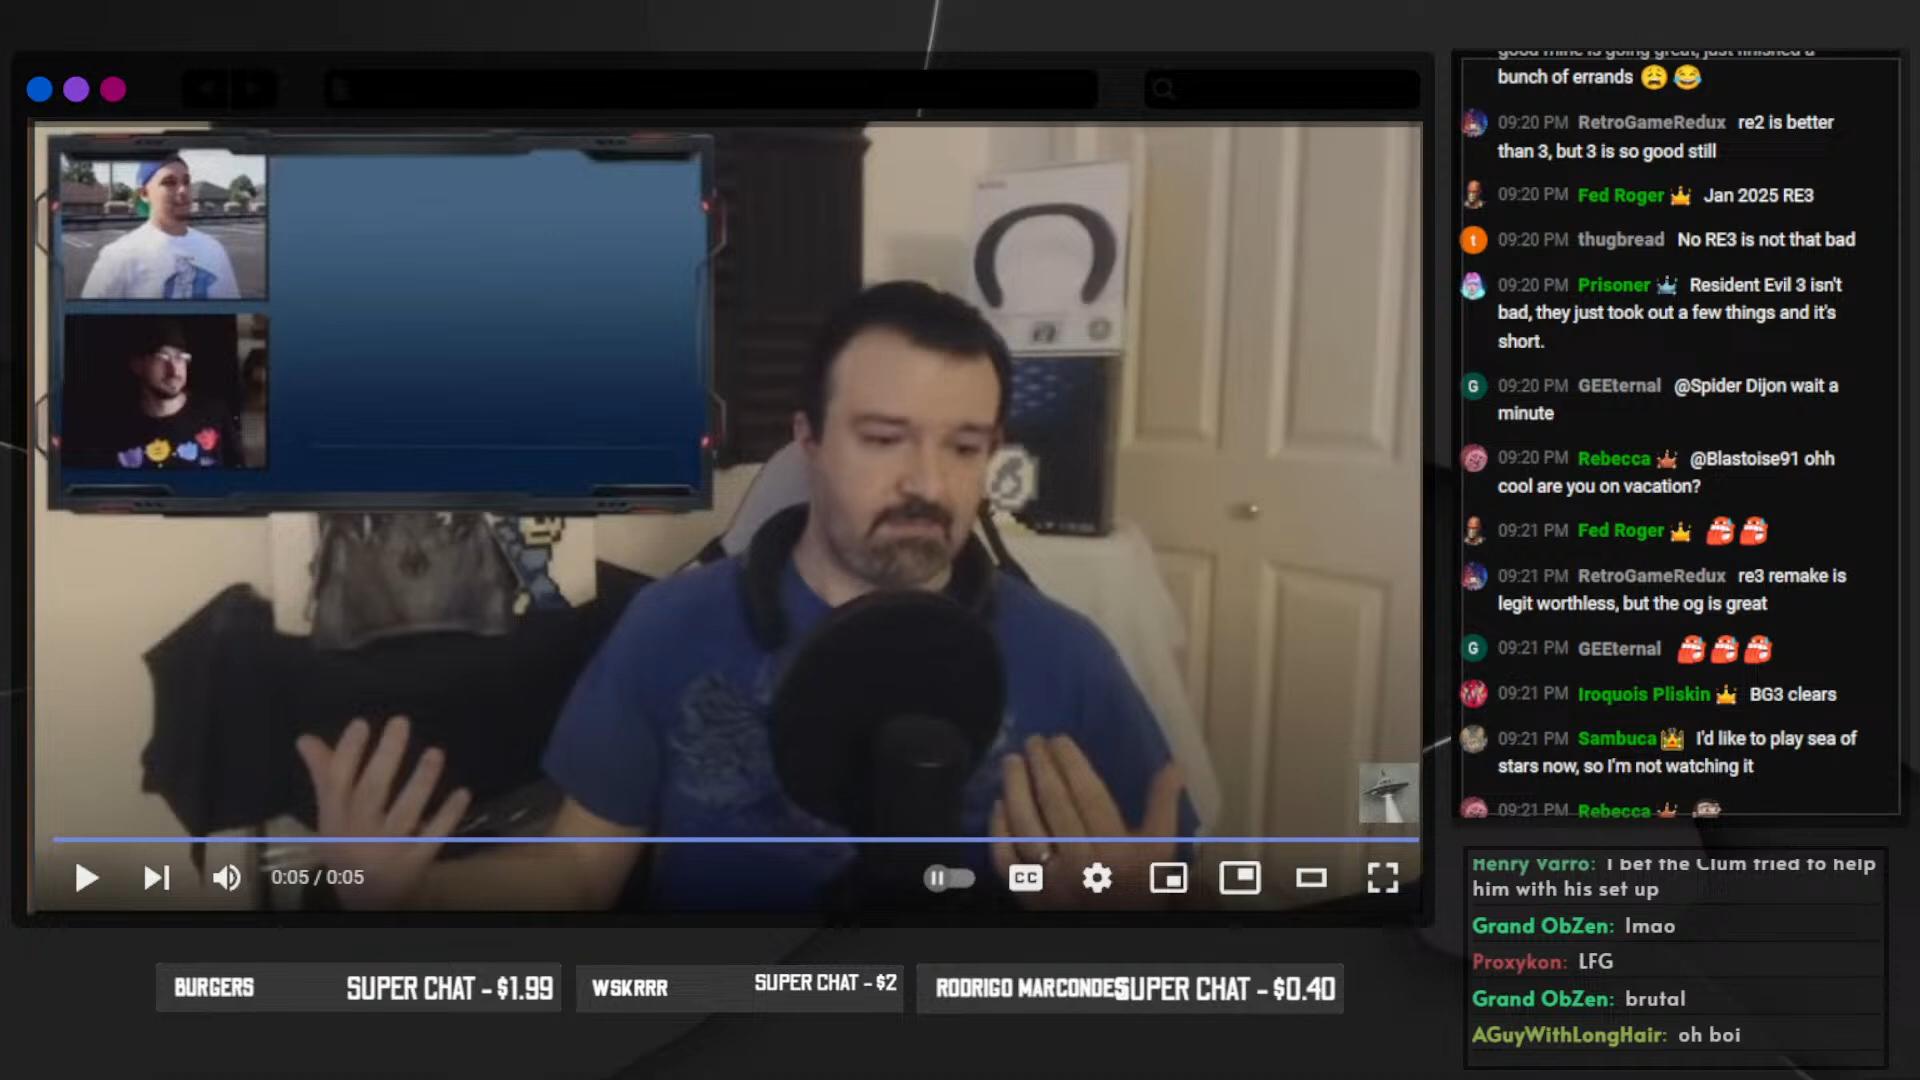 good mine is going great, just finished a
bunch of errands
09:20 PM RetroGameRedux re2 is better
than 3, but 3 is so good still
09:20 PM Fed Roger Jan 2025 RE3
t 09:20 PM thugbread No RE3 is not that bad
09:20 PM Prisoner Resident Evil 3 isn't
bad, they just took out a few things and it's
short.
G 09:20 PM GEEternal @Spider Dijon wait a
minute
09:20 PM Rebecca @Blastoise91 ohh
cool are you on vacation?
09:21 PM Fed Roger
09:21 PM RetroGameRedux re3 remake is
legit worthless, but the og is great
G 09:21 PM GEEternal
09:21 PM Iroquois Pliskin BG3 clears
09:21 PM Sambuca I'd like to play sea of
stars now, so I'm not watching it
09:21 PM Rebecca
0:05 / 0:05
CC
Henry Varro: I bet the Clum tried to help
him with his set up
Grand ObZen: lmao
Proxykon: LFG
Grand ObZen: brutal
AGuyWithLongHair: oh boi
BURGERS SUPER CHAT - $1.99
WSKRRR SUPER CHAT - $2
RODRIGO MARCONDES SUPER CHAT - $0.40